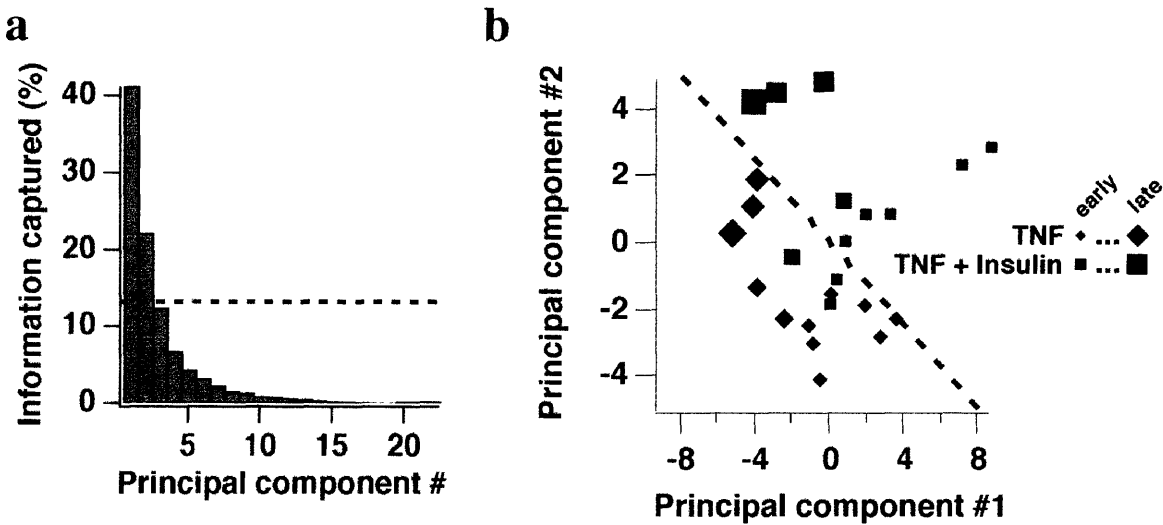 a
Information captured (%)
40
30
20
10
0
5 10 15 20
Principal component #
b
Principal component #2
4
2
0
-2
-4
-8 -4 0 4 8
Principal component #1
early late
TNF ...
TNF + Insulin ...